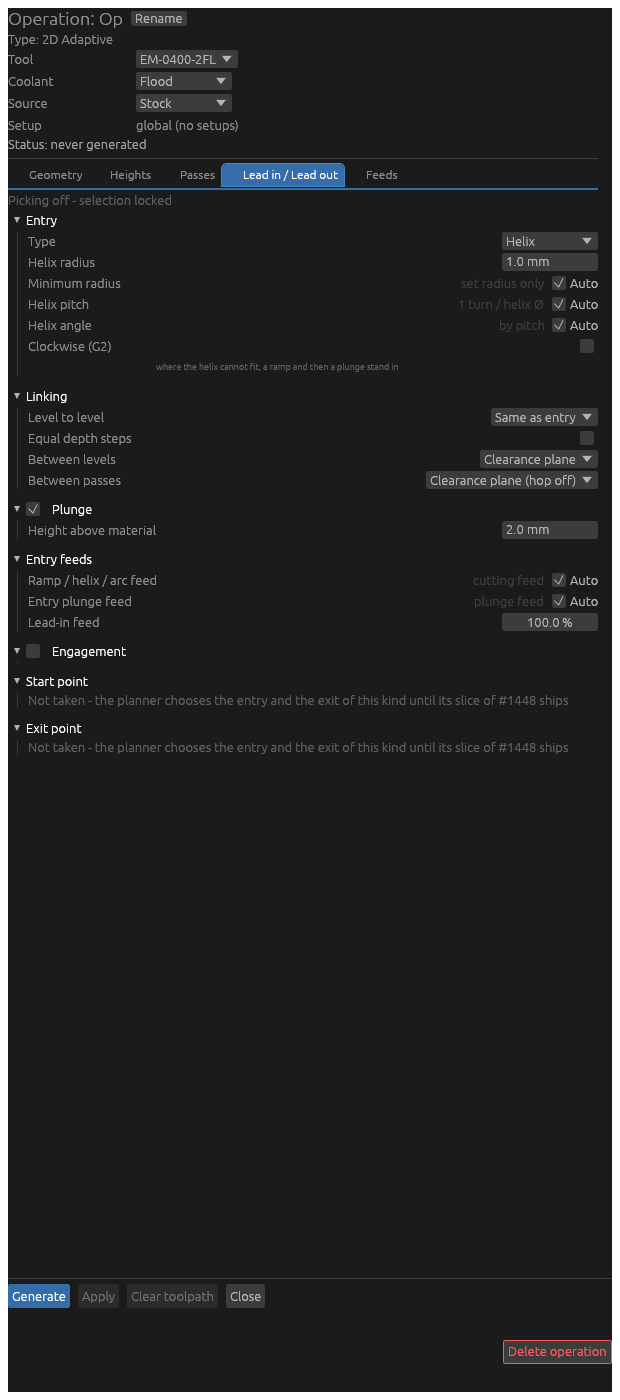 Operation: Op Rename
Type: 2D Adaptive
Tool EM-0400-2FL
Coolant Flood
Source Stock
Setup global (no setups)
Status: never generated
Geometry Heights Passes Lead in / Lead out Feeds
Picking off - selection locked
Entry
Type Helix
Helix radius 1.0 mm
Minimum radius set radius only Auto
Helix pitch 1 turn / helix Ø Auto
Helix angle by pitch Auto
Clockwise (G2)
where the helix cannot fit, a ramp and then a plunge stand in
Linking
Level to level Same as entry
Equal depth steps
Between levels Clearance plane
Between passes Clearance plane (hop off)
Plunge
Height above material 2.0 mm
Entry feeds
Ramp / helix / arc feed cutting feed Auto
Entry plunge feed plunge feed Auto
Lead-in feed 100.0 %
Engagement
Start point
Not taken - the planner chooses the entry and the exit of this kind until its slice of #1448 ships
Exit point
Not taken - the planner chooses the entry and the exit of this kind until its slice of #1448 ships
Generate Apply Clear toolpath Close
Delete operation